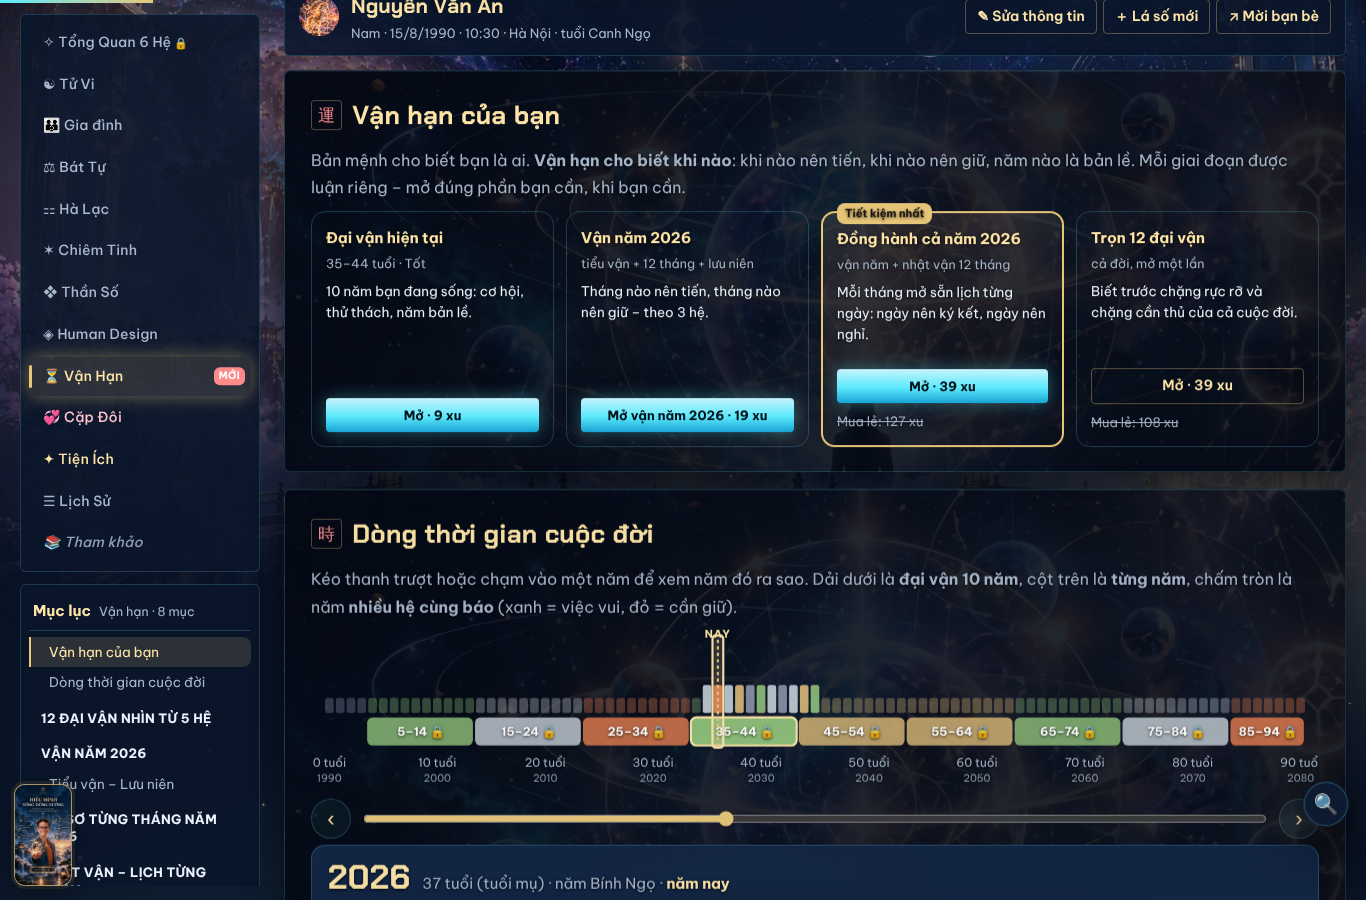 ✧ Tổng Quan 6 Hệ 🔒
☯ Tử Vi
👪 Gia đình
⚖ Bát Tự
⚏ Hà Lạc
✶ Chiêm Tinh
❖ Thần Số
◈ Human Design
⏳ Vận Hạn MỚI
💞 Cặp Đôi
✦ Tiện Ích
☰ Lịch Sử
📚 Tham khảo
Mục lục Vận hạn · 8 mục
Vận hạn của bạn
Dòng thời gian cuộc đời
12 ĐẠI VẬN NHÌN TỪ 5 HỆ
VẬN NĂM 2026
Tiểu vận – Lưu niên
TỪNG THÁNG NĂM
VẬN – LỊCH TỪNG
Nguyễn Văn An
Nam · 15/8/1990 · 10:30 · Hà Nội · tuổi Canh Ngọ
✎ Sửa thông tin
+ Lá số mới
↗ Mời bạn bè
運 Vận hạn của bạn
Bản mệnh cho biết bạn là ai. Vận hạn cho biết khi nào: khi nào nên tiến, khi nào nên giữ, năm nào là bản lề. Mỗi giai đoạn được
luận riêng – mở đúng phần bạn cần, khi bạn cần.
Đại vận hiện tại
35–44 tuổi · Tốt
10 năm bạn đang sống: cơ hội,
thử thách, năm bản lề.
Mở · 9 xu
Vận năm 2026
tiểu vận + 12 tháng + lưu niên
Tháng nào nên tiến, tháng nào
nên giữ – theo 3 hệ.
Mở vận năm 2026 · 19 xu
Tiết kiệm nhất
Đồng hành cả năm 2026
vận năm + nhật vận 12 tháng
Mỗi tháng mở sẵn lịch từng
ngày: ngày nên ký kết, ngày nên
nghỉ.
Mở · 39 xu
Mua lẻ: 127 xu
Trọn 12 đại vận
cả đời, mở một lần
Biết trước chặng rực rỡ và
chặng cần thủ của cả cuộc đời.
Mở · 39 xu
Mua lẻ: 108 xu
時 Dòng thời gian cuộc đời
Kéo thanh trượt hoặc chạm vào một năm để xem năm đó ra sao. Dải dưới là đại vận 10 năm, cột trên là từng năm, chấm tròn là
năm nhiều hệ cùng báo (xanh = việc vui, đỏ = cần giữ).
NAY
5–14 🔒 15–24 🔒 25–34 🔒 35–44 🔒 45–54 🔒 55–64 🔒 65–74 🔒 75–84 🔒 85–94 🔒
0 tuổi 10 tuổi 20 tuổi 30 tuổi 40 tuổi 50 tuổi 60 tuổi 70 tuổi 80 tuổi 90 tuổ
1990 2000 2010 2020 2030 2040 2050 2060 2070 2080
‹ ›
2026 37 tuổi (tuổi mụ) · năm Bính Ngọ · năm nay